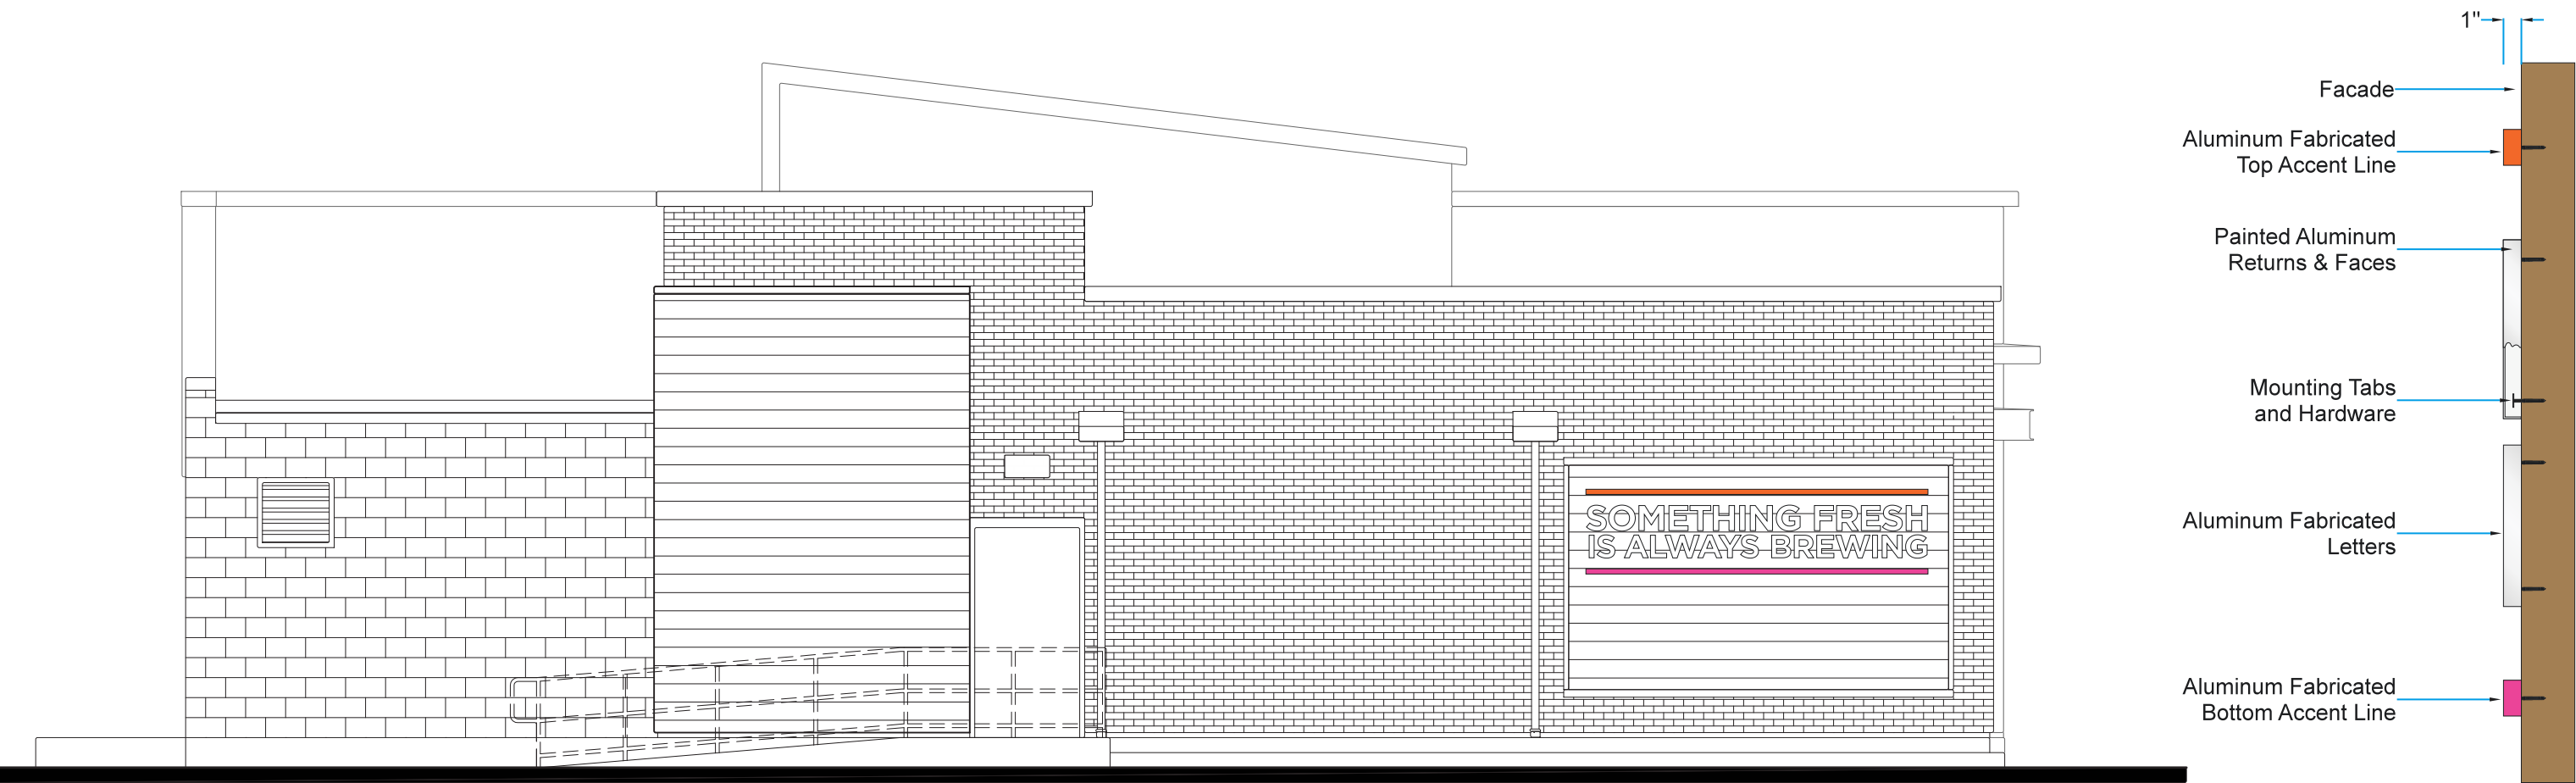 1"
Facade
Aluminum Fabricated
Top Accent Line
Painted Aluminum
Returns & Faces
Mounting Tabs
and Hardware
SOMETHING FRESH
IS ALWAYS BREWING
Aluminum Fabricated
Letters
Aluminum Fabricated
Bottom Accent Line